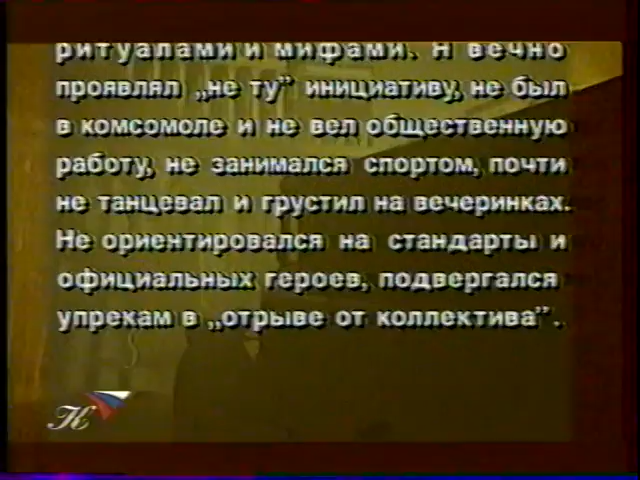 ритуалами и мифами. Я вечно
проявлял „не ту” инициативу, не был
в комсомоле и не вел общественную
работу, не занимался спортом, почти
не танцевал и грустил на вечеринках.
Не ориентировался на стандарты и
официальных героев, подвергался
упрекам в „отрыве от коллектива”.
К